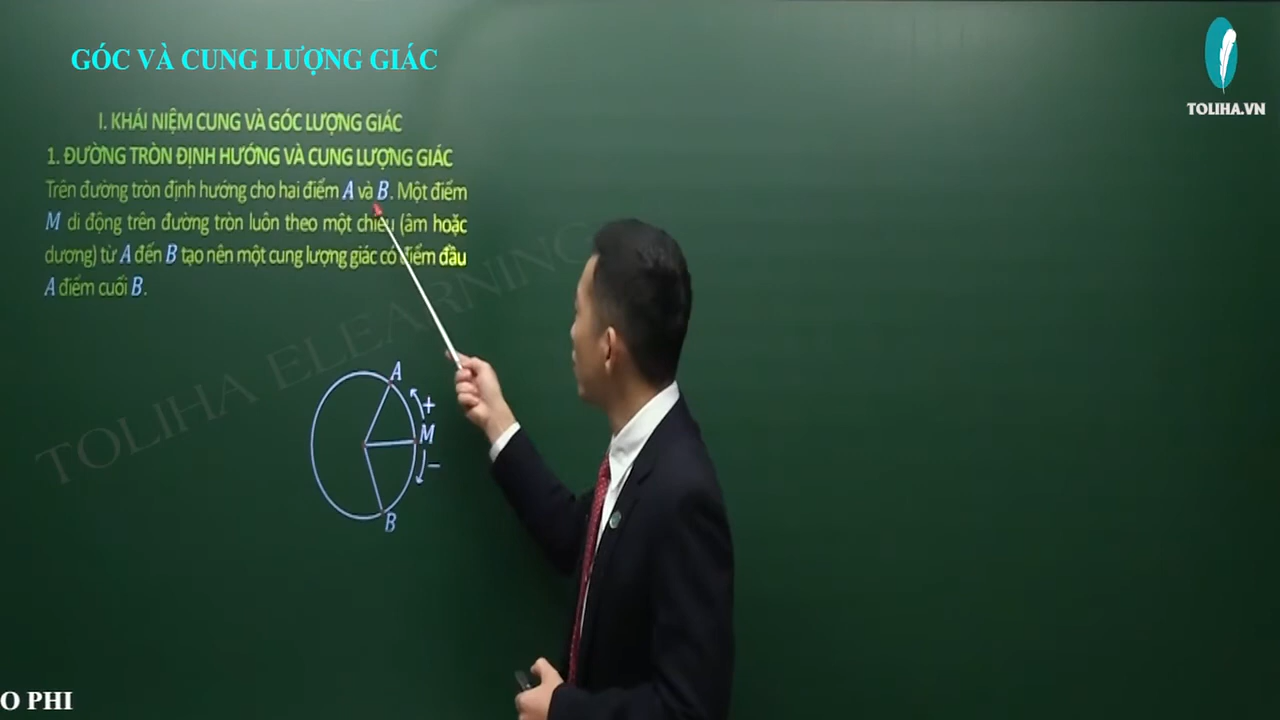 GÓC VÀ CUNG LƯỢNG GIÁC
TOLIHA.VN
I. KHÁI NIỆM CUNG VÀ GÓC LƯỢNG GIÁC
1. ĐƯỜNG TRÒN ĐỊNH HƯỚNG VÀ CUNG LƯỢNG GIÁC
Trên đường tròn định hướng cho hai điểm A và B. Một điểm
M di động trên đường tròn luôn theo một chiều (âm hoặc
dương) từ A đến B tạo nên một cung lượng giác có điểm đầu
A điểm cuối B.
TOLIHA ELEARNING
A
+
M
−
B
O PHI